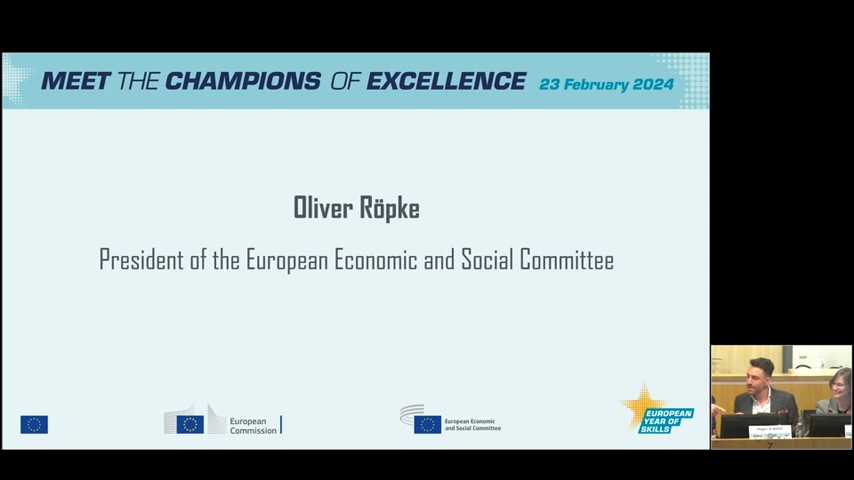 MEET THE CHAMPIONS OF EXCELLENCE 23 February 2024
Oliver Röpke
President of the European Economic and Social Committee
European
Commission
European Economic
and Social Committee
EUROPEAN
YEAR OF
SKILLS
7